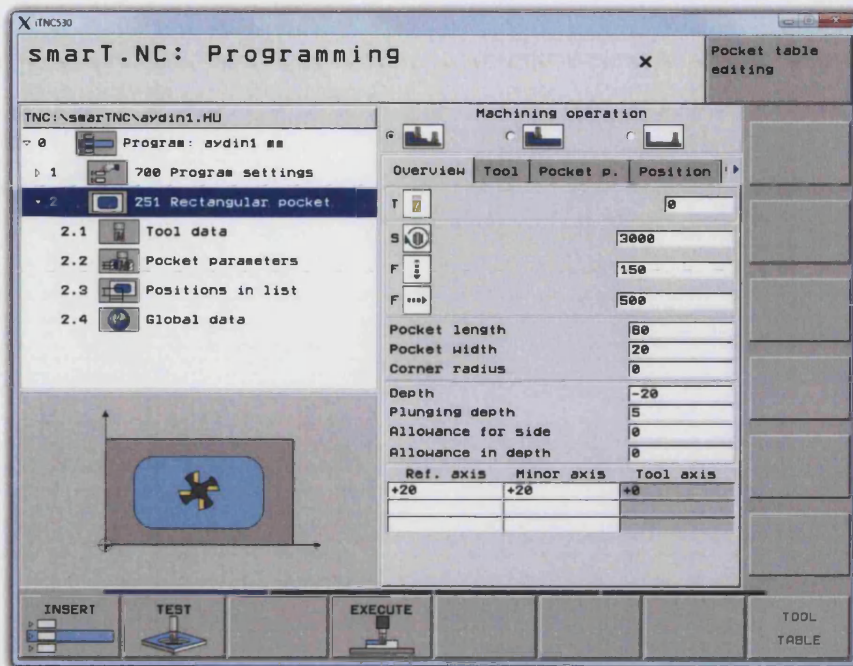 iTNC530
smarT.NC: Programming
Pocket table
editing
TNC:\smarTNC\aydin1.HU
0 Program: aydin1 mm
1 700 Program settings
2 251 Rectangular pocket
2.1 Tool data
2.2 Pocket parameters
2.3 Positions in list
2.4 Global data
Machining operation
Overview Tool Pocket p. Position
T 0
S 3000
F 150
F 500
Pocket length 60
Pocket width 20
Corner radius 0
Depth -20
Plunging depth 5
Allowance for side 0
Allowance in depth 0
Ref. axis Minor axis Tool axis
+20 +20 +0
INSERT TEST EXECUTE TOOL
TABLE